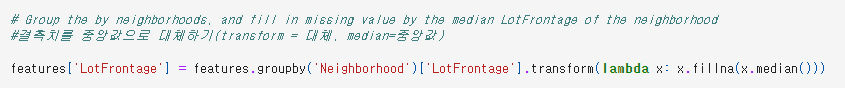 # Group the by neighborhoods, and fill in missing value by the median LotFrontage of the neighborhood
#결측치를 중앙값으로 대체하기(transform = 대체, median=중앙값)
features['LotFrontage'] = features.groupby('Neighborhood')['LotFrontage'].transform(lambda x: x.fillna(x.median()))